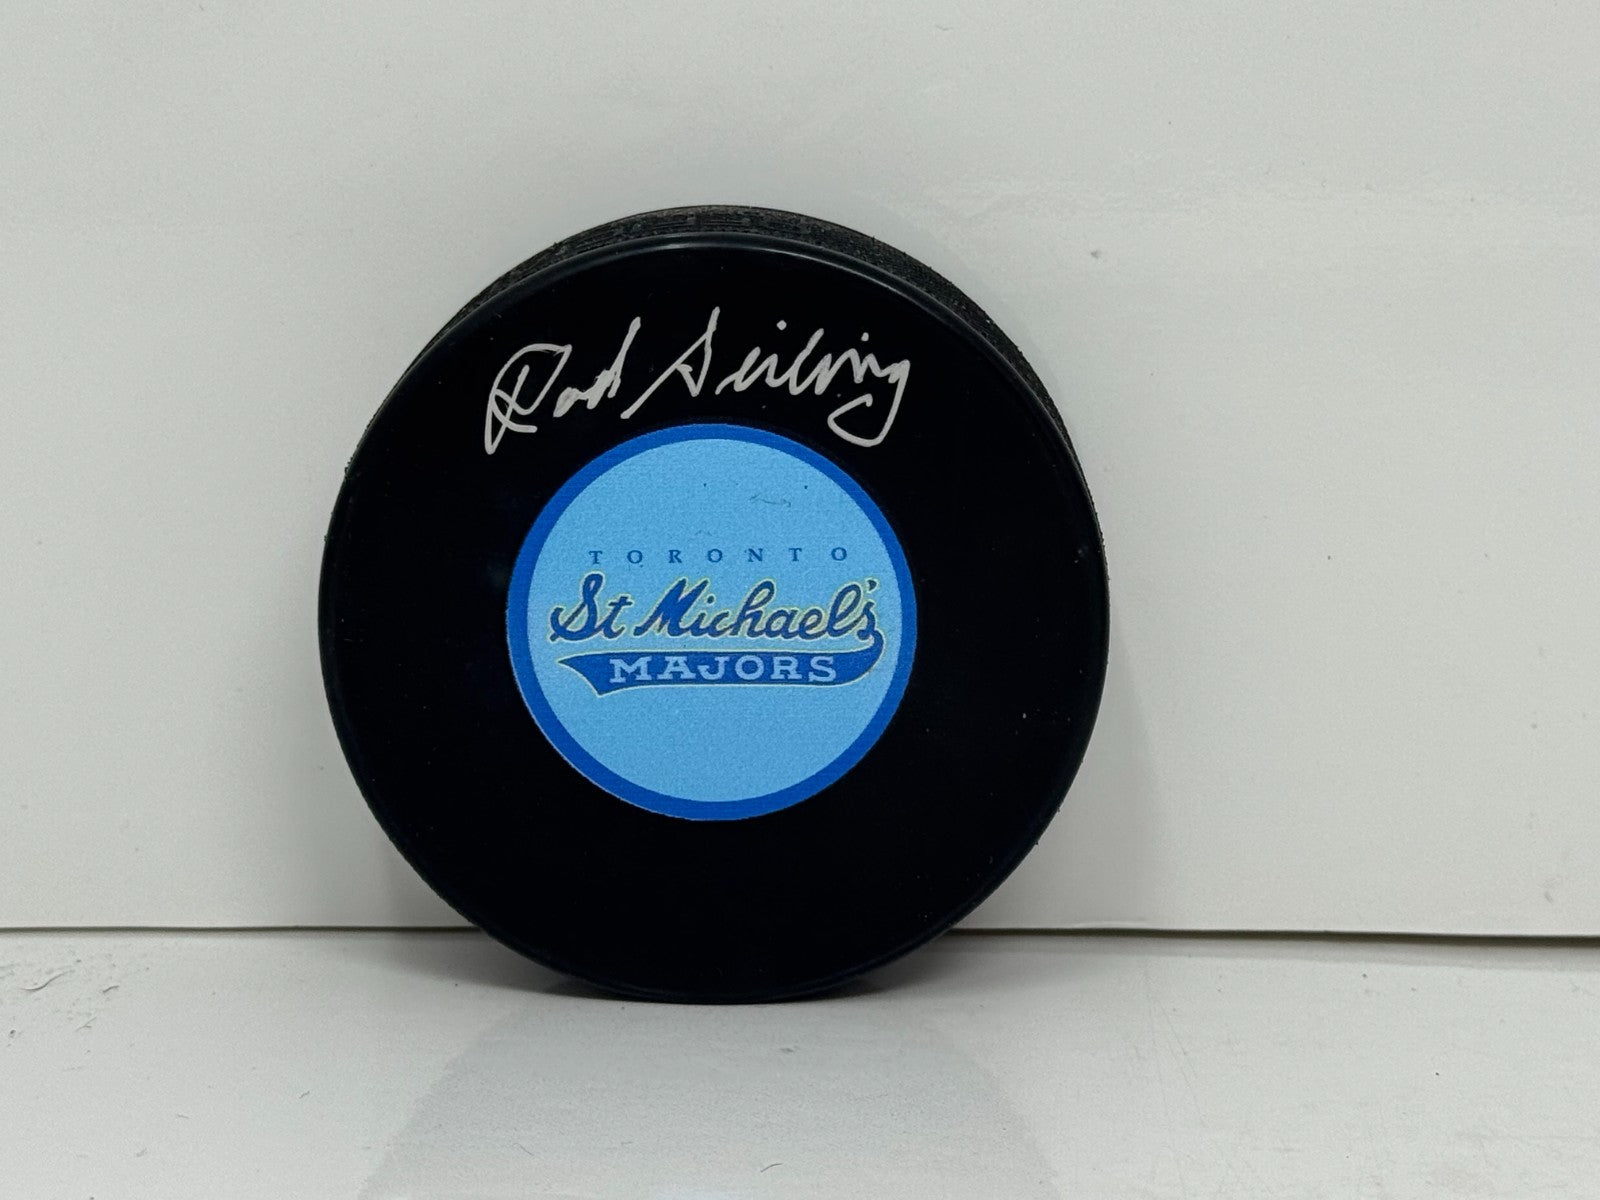 Rod Seiling
TORONTO
St Michael's
MAJORS